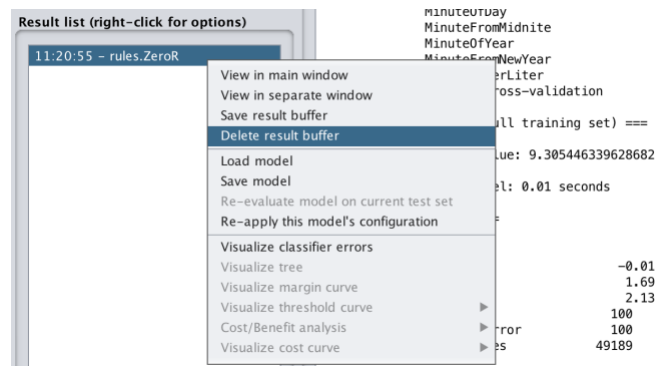 Result list (right-click for options)
11:20:55 - rules.ZeroR
View in main window
View in separate window
Save result buffer
Delete result buffer
Load model
Save model
Re-evaluate model on current test set
Re-apply this model's configuration
Visualize classifier errors
Visualize tree
Visualize margin curve
Visualize threshold curve
Cost/Benefit analysis
Visualize cost curve
MinuteOfDay
MinuteFromMidnite
MinuteOfYear
MinuteFromNewYear
erLiter
ross-validation
ull training set) ===
lue: 9.305446339628682
el: 0.01 seconds
=
-0.01
1.69
2.13
100
rror 100
es 49189